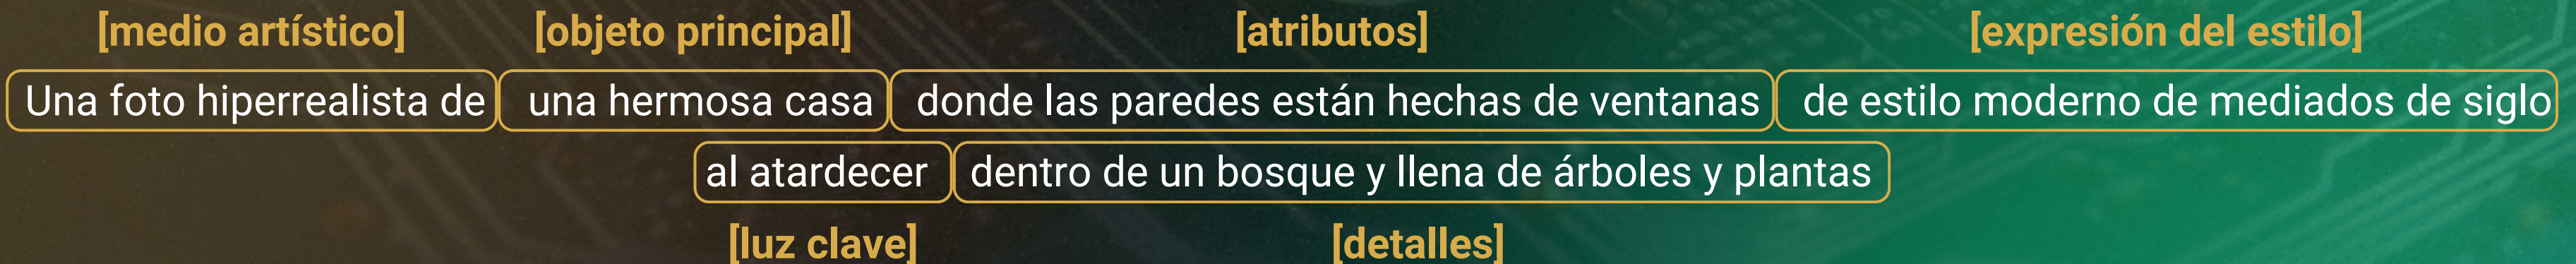 [medio artístico] [objeto principal] [atributos] [expresión del estilo]
Una foto hiperrealista de una hermosa casa donde las paredes están hechas de ventanas de estilo moderno de mediados de siglo
al atardecer dentro de un bosque y llena de árboles y plantas
[luz clave] [detalles]